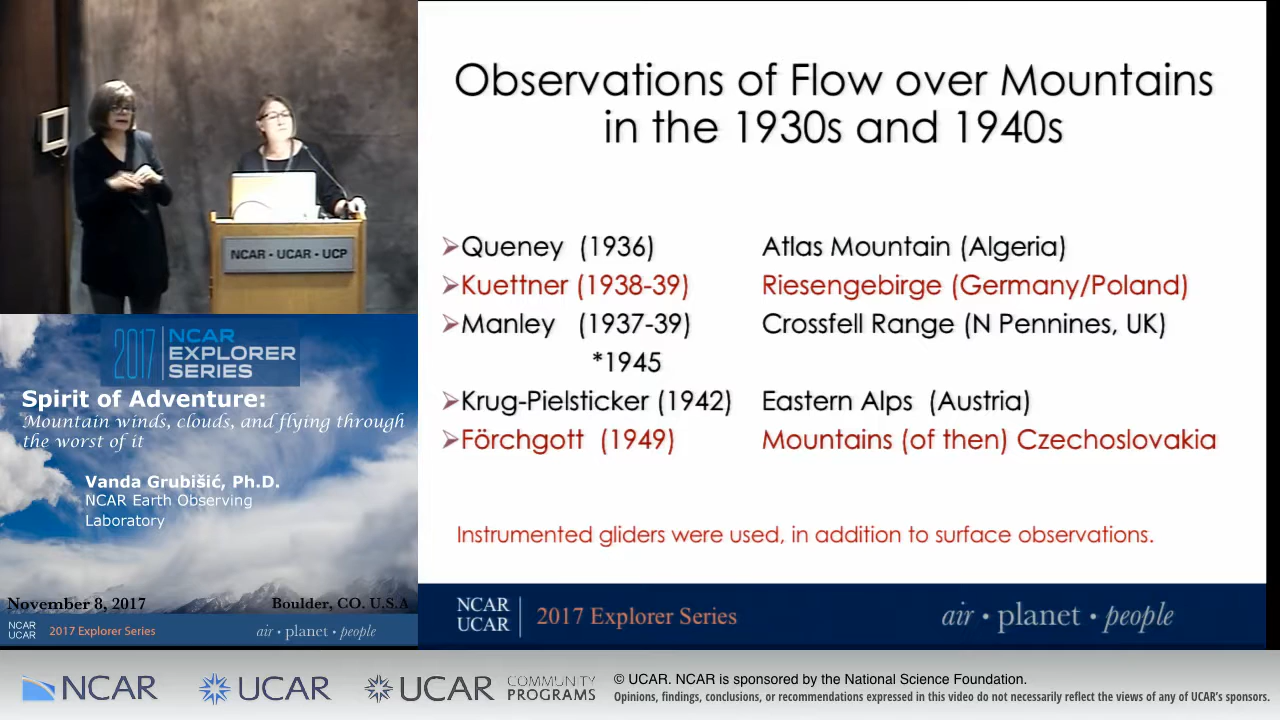 NCAR • UCAR • UCP
2017
NCAR
EXPLORER
SERIES
Spirit of Adventure:
Mountain winds, clouds, and flying through
the worst of it
Vanda Grubišić, Ph.D.
NCAR Earth Observing
Laboratory
November 8, 2017 Boulder, CO. U.S.A
NCAR
UCAR
2017 Explorer Series
air • planet • people
Observations of Flow over Mountains
in the 1930s and 1940s
➢Queney (1936) Atlas Mountain (Algeria)
➢Kuettner (1938-39) Riesengebirge (Germany/Poland)
➢Manley (1937-39) Crossfell Range (N Pennines, UK)
*1945
➢Krug-Pielsticker (1942) Eastern Alps (Austria)
➢Förchgott (1949) Mountains (of then) Czechoslovakia
Instrumented gliders were used, in addition to surface observations.
NCAR
UCAR
2017 Explorer Series
air • planet • people
NCAR
UCAR
UCAR
COMMUNITY
PROGRAMS
© UCAR. NCAR is sponsored by the National Science Foundation.
Opinions, findings, conclusions, or recommendations expressed in this video do not necessarily reflect the views of any of UCAR's sponsors.